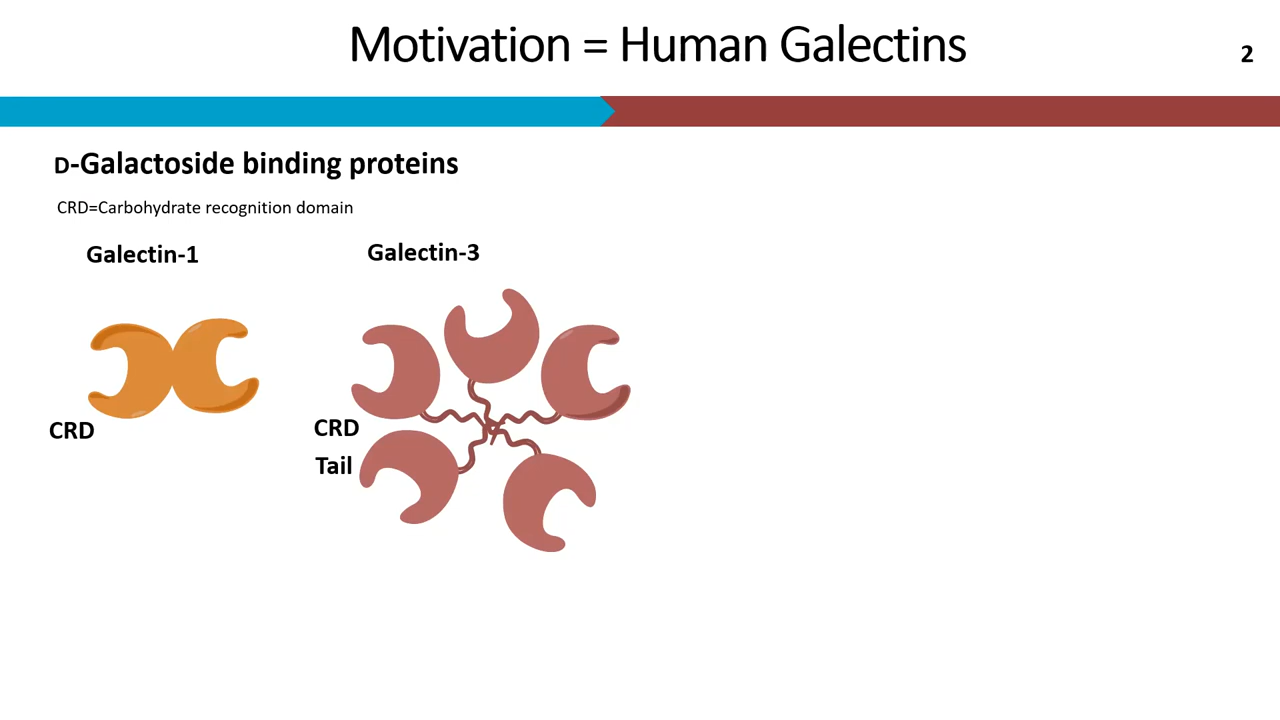 Motivation = Human Galectins
2
D-Galactoside binding proteins
CRD=Carbohydrate recognition domain
Galectin-1
Galectin-3
CRD
CRD
Tail